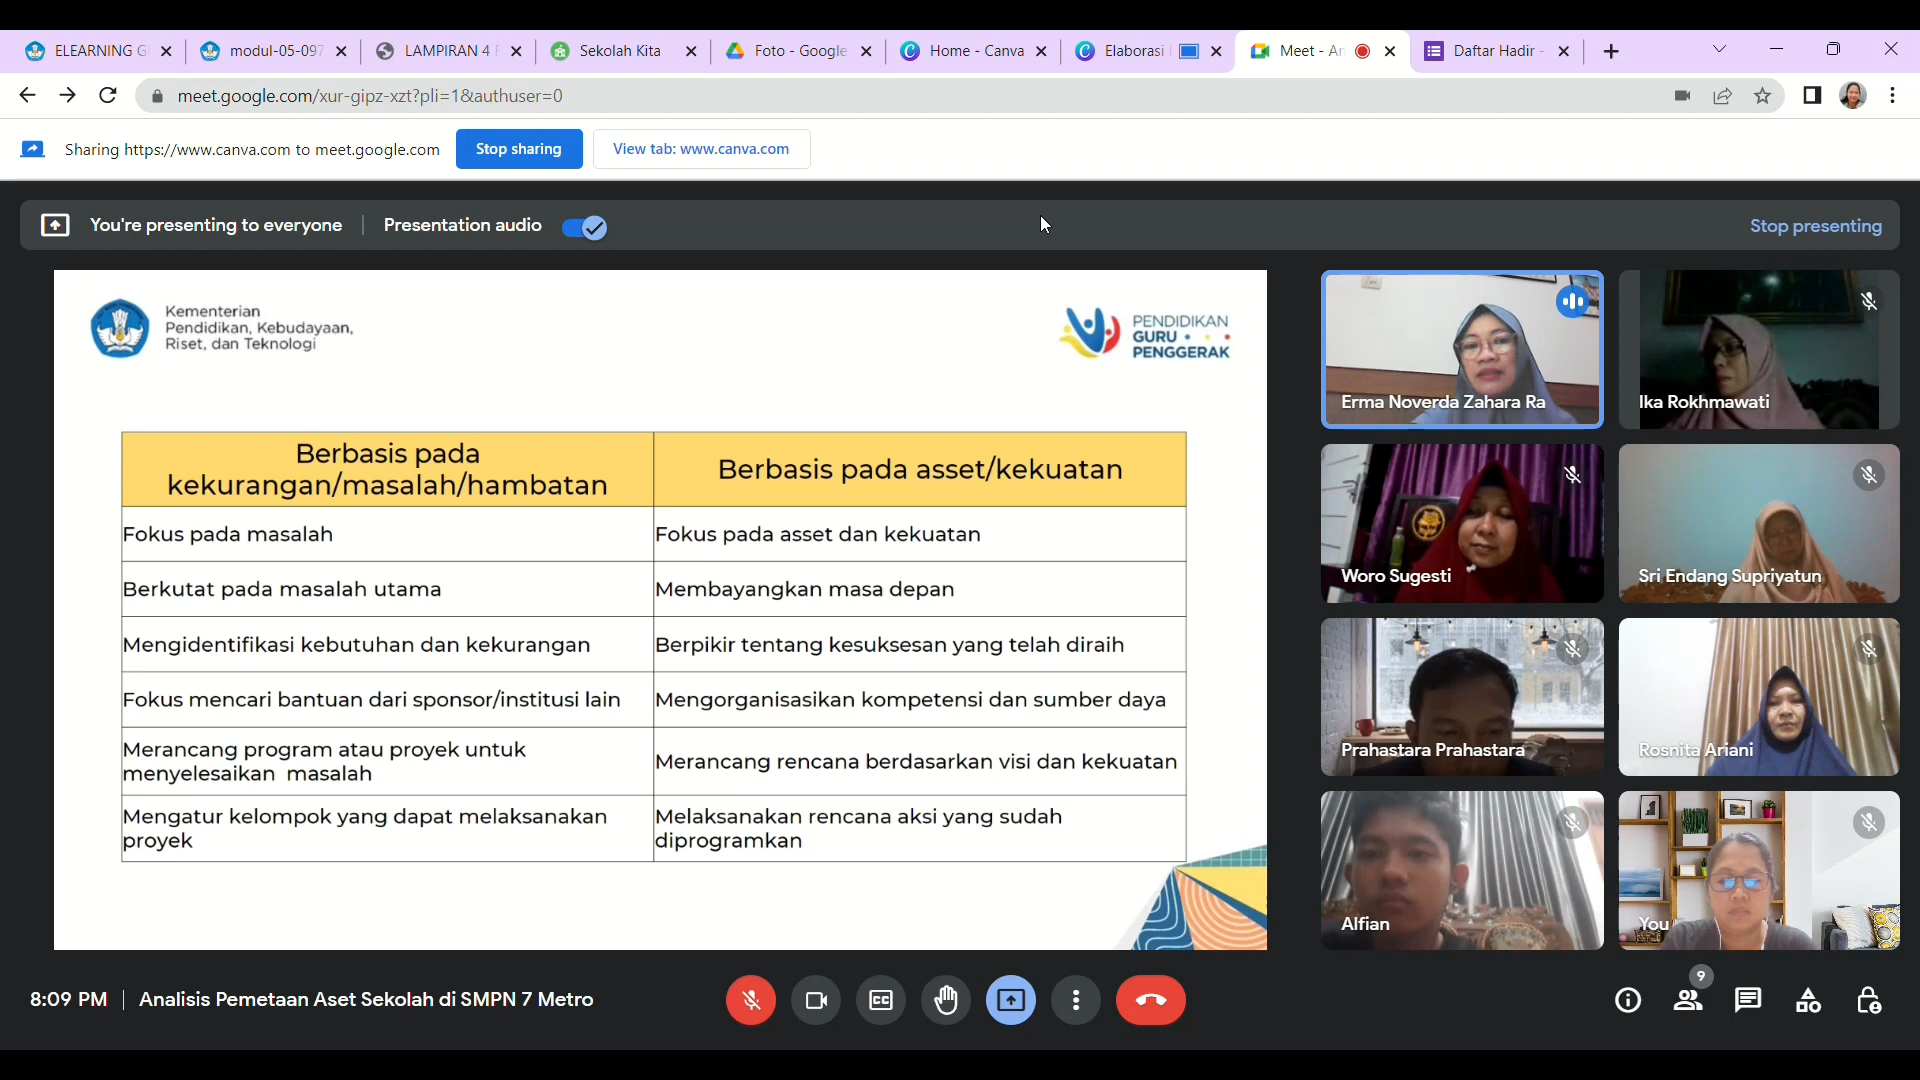 ELEARNING G
modul-05-097
LAMPIRAN 4 F
Sekolah Kita
Foto - Google
Home - Canva
Elaborasi
Meet - An
Daftar Hadir -
meet.google.com/xur-gipz-xzt?pli=1&authuser=0
Sharing https://www.canva.com to meet.google.com
Stop sharing
View tab: www.canva.com
You're presenting to everyone
Presentation audio
Stop presenting
Kementerian
Pendidikan, Kebudayaan,
Riset, dan Teknologi
PENDIDIKAN
GURU
PENGGERAK
Berbasis pada
kekurangan/masalah/hambatan
Berbasis pada asset/kekuatan
Fokus pada masalah
Fokus pada asset dan kekuatan
Berkutat pada masalah utama
Membayangkan masa depan
Mengidentifikasi kebutuhan dan kekurangan
Berpikir tentang kesuksesan yang telah diraih
Fokus mencari bantuan dari sponsor/institusi lain
Mengorganisasikan kompetensi dan sumber daya
Merancang program atau proyek untuk
menyelesaikan masalah
Merancang rencana berdasarkan visi dan kekuatan
Mengatur kelompok yang dapat melaksanakan
proyek
Melaksanakan rencana aksi yang sudah
diprogramkan
Erma Noverda Zahara Ra
Ika Rokhmawati
Woro Sugesti
Sri Endang Supriyatun
Prahastara Prahastara
Rosnita Ariani
Alfian
You
8:09 PM
Analisis Pemetaan Aset Sekolah di SMPN 7 Metro
CC
9